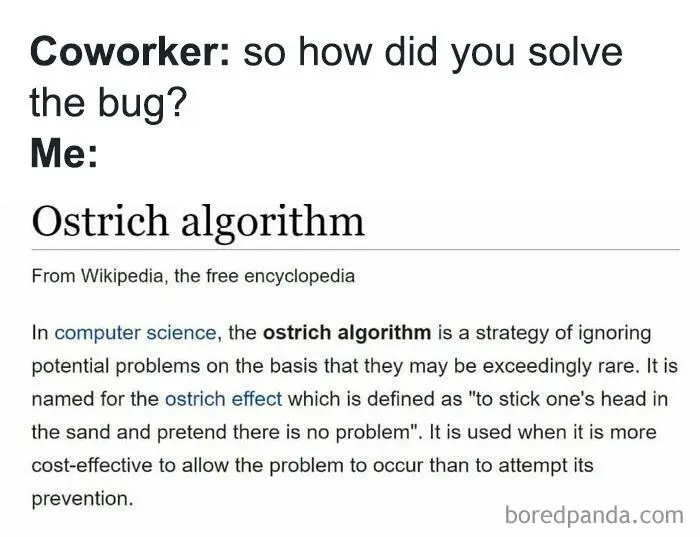 Coworker: so how did you solve
the bug?
Me:
Ostrich algorithm
From Wikipedia, the free encyclopedia
In computer science, the ostrich algorithm is a strategy of ignoring
potential problems on the basis that they may be exceedingly rare. It is
named for the ostrich effect which is defined as "to stick one's head in
the sand and pretend there is no problem". It is used when it is more
cost-effective to allow the problem to occur than to attempt its
prevention.
boredpanda.com